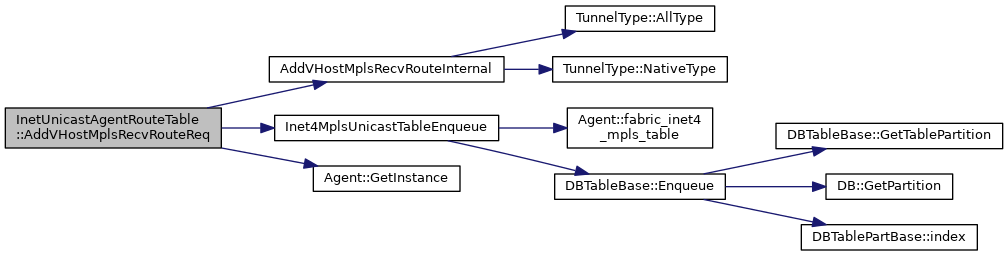 InetUnicastAgentRouteTable
::AddVHostMplsRecvRouteReq
AddVHostMplsRecvRouteInternal
TunnelType::AllType
TunnelType::NativeType
Inet4MplsUnicastTableEnqueue
Agent::fabric_inet4
_mpls_table
DBTableBase::Enqueue
DBTableBase::GetTablePartition
DB::GetPartition
DBTablePartBase::index
Agent::GetInstance